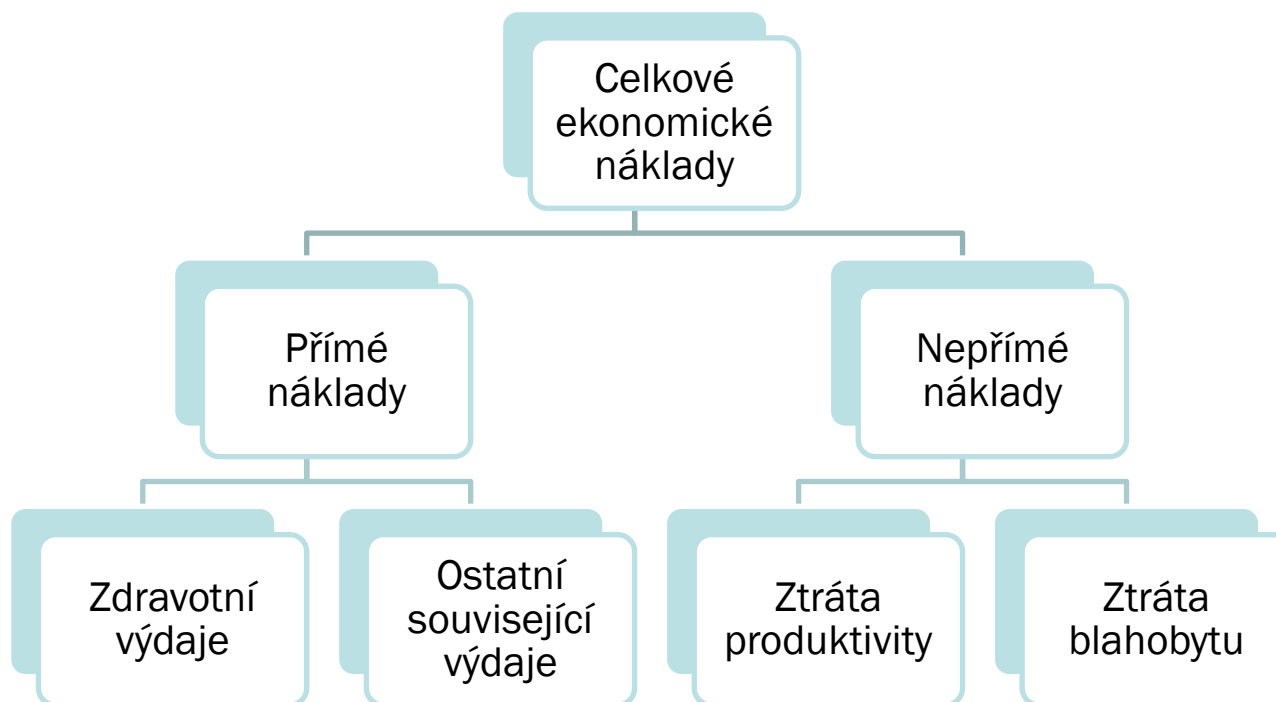 Celkové
ekonomické
náklady
Přímé
náklady
Nepřímé
náklady
Zdravotní
výdaje
Ostatní
související
výdaje
Ztráta
produktivity
Ztráta
blahobytu